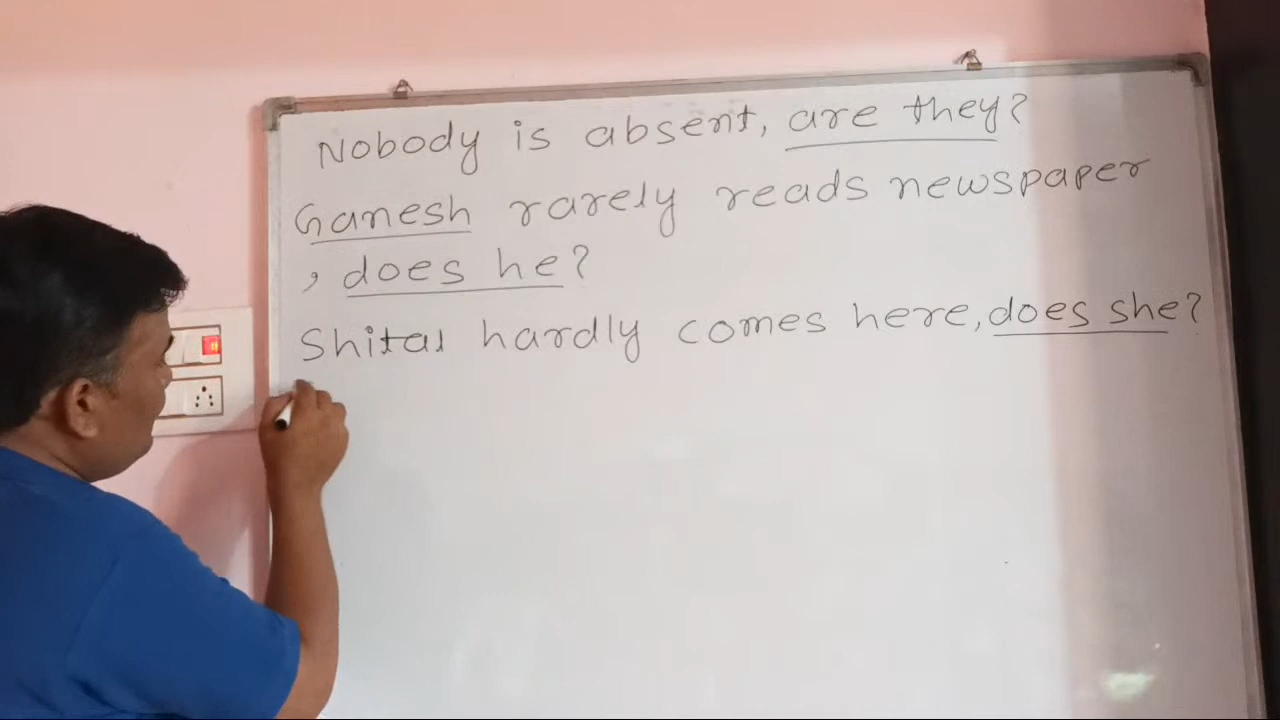 Nobody is absent, are they?
Ganesh rarely reads newspaper
, does he?
Shital hardly comes here, does she?